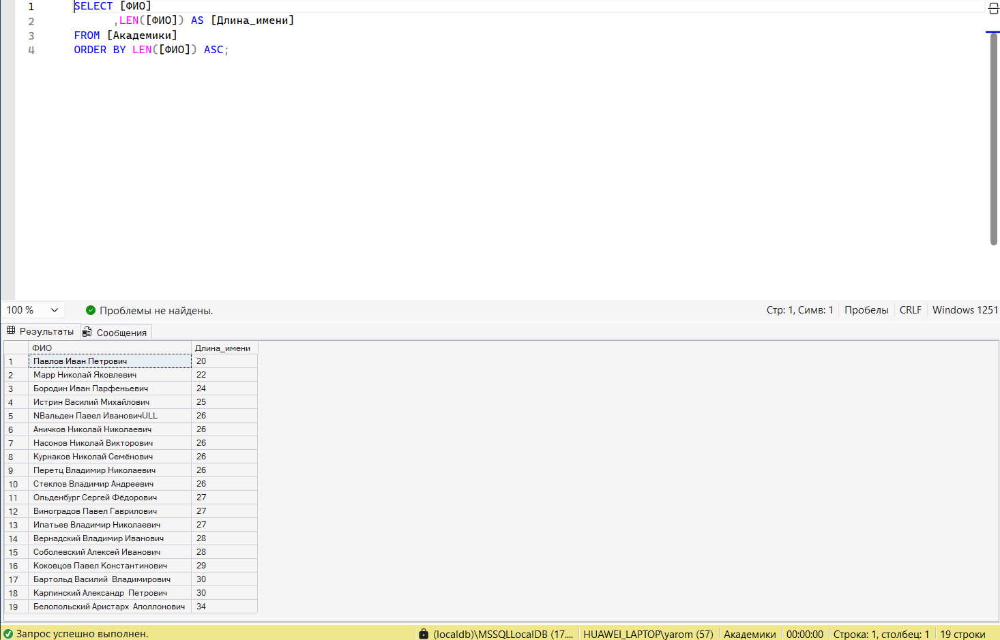 1 SELECT [ФИО]
2 ,LEN([ФИО]) AS [Длина_имени]
3 FROM [Академики]
4 ORDER BY LEN([ФИО]) ASC;
100 % Проблемы не найдены. Стр: 1, Симв: 1 Пробелы CRLF Windows 1251
Результаты Сообщения
ФИО Длина_имени
1 Павлов Иван Петрович 20
2 Марр Николай Яковлевич 22
3 Бородин Иван Парфеньевич 24
4 Истрин Василий Михайлович 25
5 NВальден Павел ИвановичULL 26
6 Аничков Николай Николаевич 26
7 Насонов Николай Викторович 26
8 Курнаков Николай Семёнович 26
9 Перетц Владимир Николаевич 26
10 Стеклов Владимир Андреевич 26
11 Ольденбург Сергей Фёдорович 27
12 Виноградов Павел Гаврилович 27
13 Ипатьев Владимир Николаевич 27
14 Вернадский Владимир Иванович 28
15 Соболевский Алексей Иванович 28
16 Коковцов Павел Константинович 29
17 Бартольд Василий  Владимирович 30
18 Карпинский Александр  Петрович 30
19 Белопольский Аристарх  Аполлонович 34
Запрос успешно выполнен. (localdb)\MSSQLLocalDB (17.... HUAWEI_LAPTOP\yarom (57) Академики 00:00:00 Строка: 1, столбец: 1 19 строки